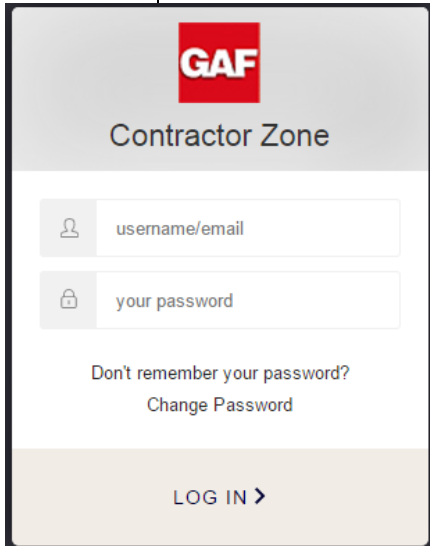 GAF
Contractor Zone
username/email
your password
Don't remember your password?
Change Password
LOG IN >